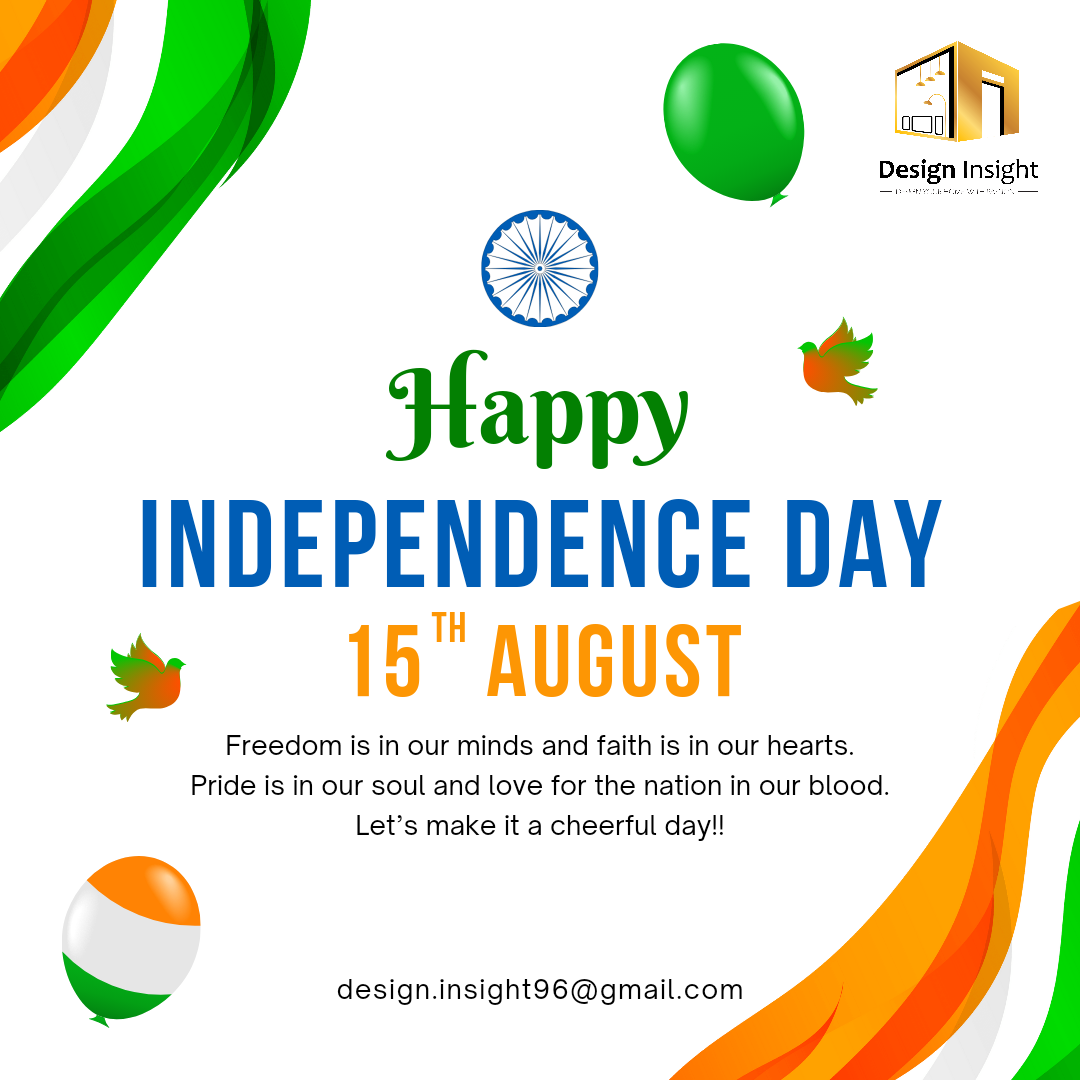 Design Insight
Happy
INDEPENDENCE DAY
15TH AUGUST
Freedom is in our minds and faith is in our hearts.
Pride is in our soul and love for the nation in our blood.
Let’s make it a cheerful day!!
design.insight96@gmail.com